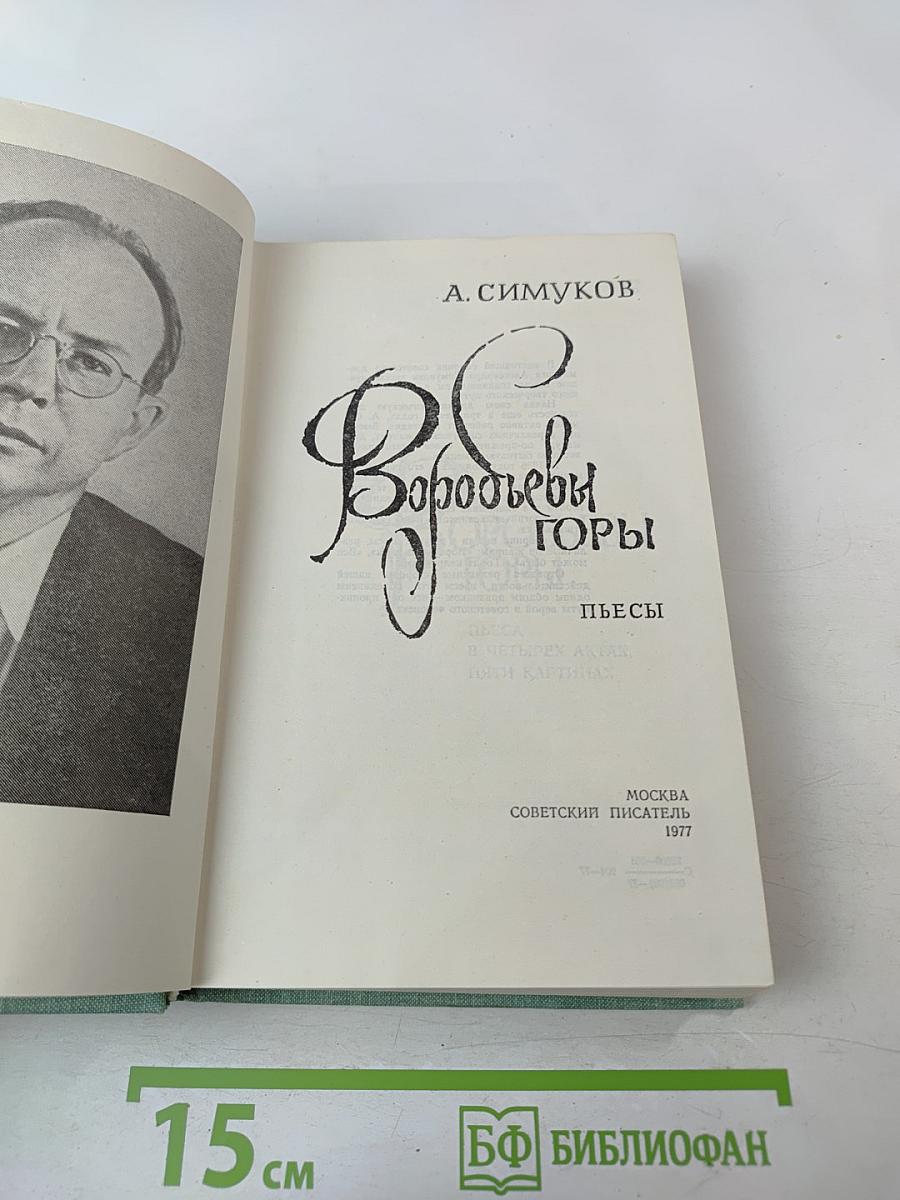 А. СИМУКОВ
Воробьевы
ГОРЫ
ПЬЕСЫ
МОСКВА
СОВЕТСКИЙ ПИСАТЕЛЬ
1977
15 СМ
БФ БИБЛИОФАН